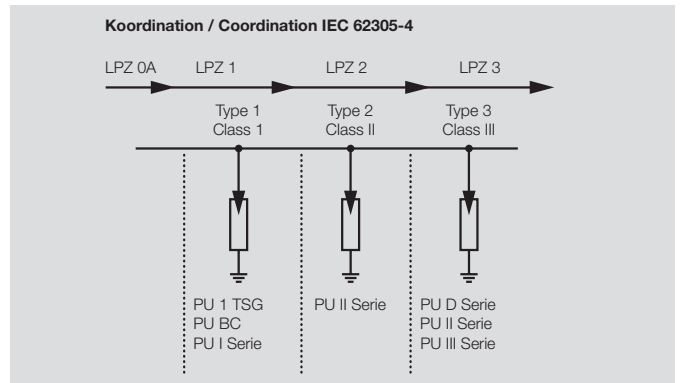 Koordination / Coordination IEC 62305-4
LPZ 0A LPZ 1 LPZ 2 LPZ 3
Type 1 Type 2 Type 3
Class 1 Class II Class III
PU 1 TSG PU II Serie PU D Serie
PU BC PU II Serie
PU I Serie PU III Serie